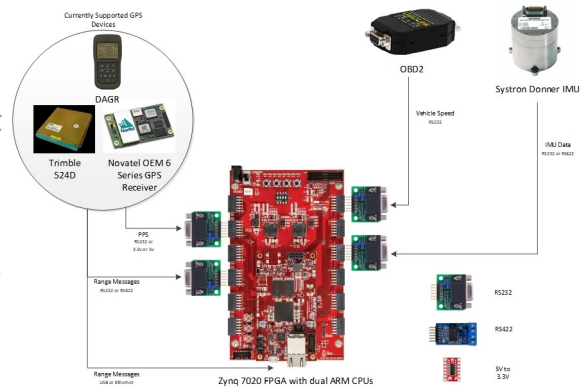 Currently Supported GPS
Devices
DAGR
Trimble
524D
Novatel OEM 6
Series GPS
Receiver
OBD2
Systron Donner IMU
Vehicle Speed
RS232
IMU Data
RS232 or RS422
PPS
RS232 or
3.3v or 5v
Range Messages
RS232 or RS422
Range Messages
USB or Ethernet
Zynq 7020 FPGA with dual ARM CPUs
RS232
RS422
5V to
3.3V